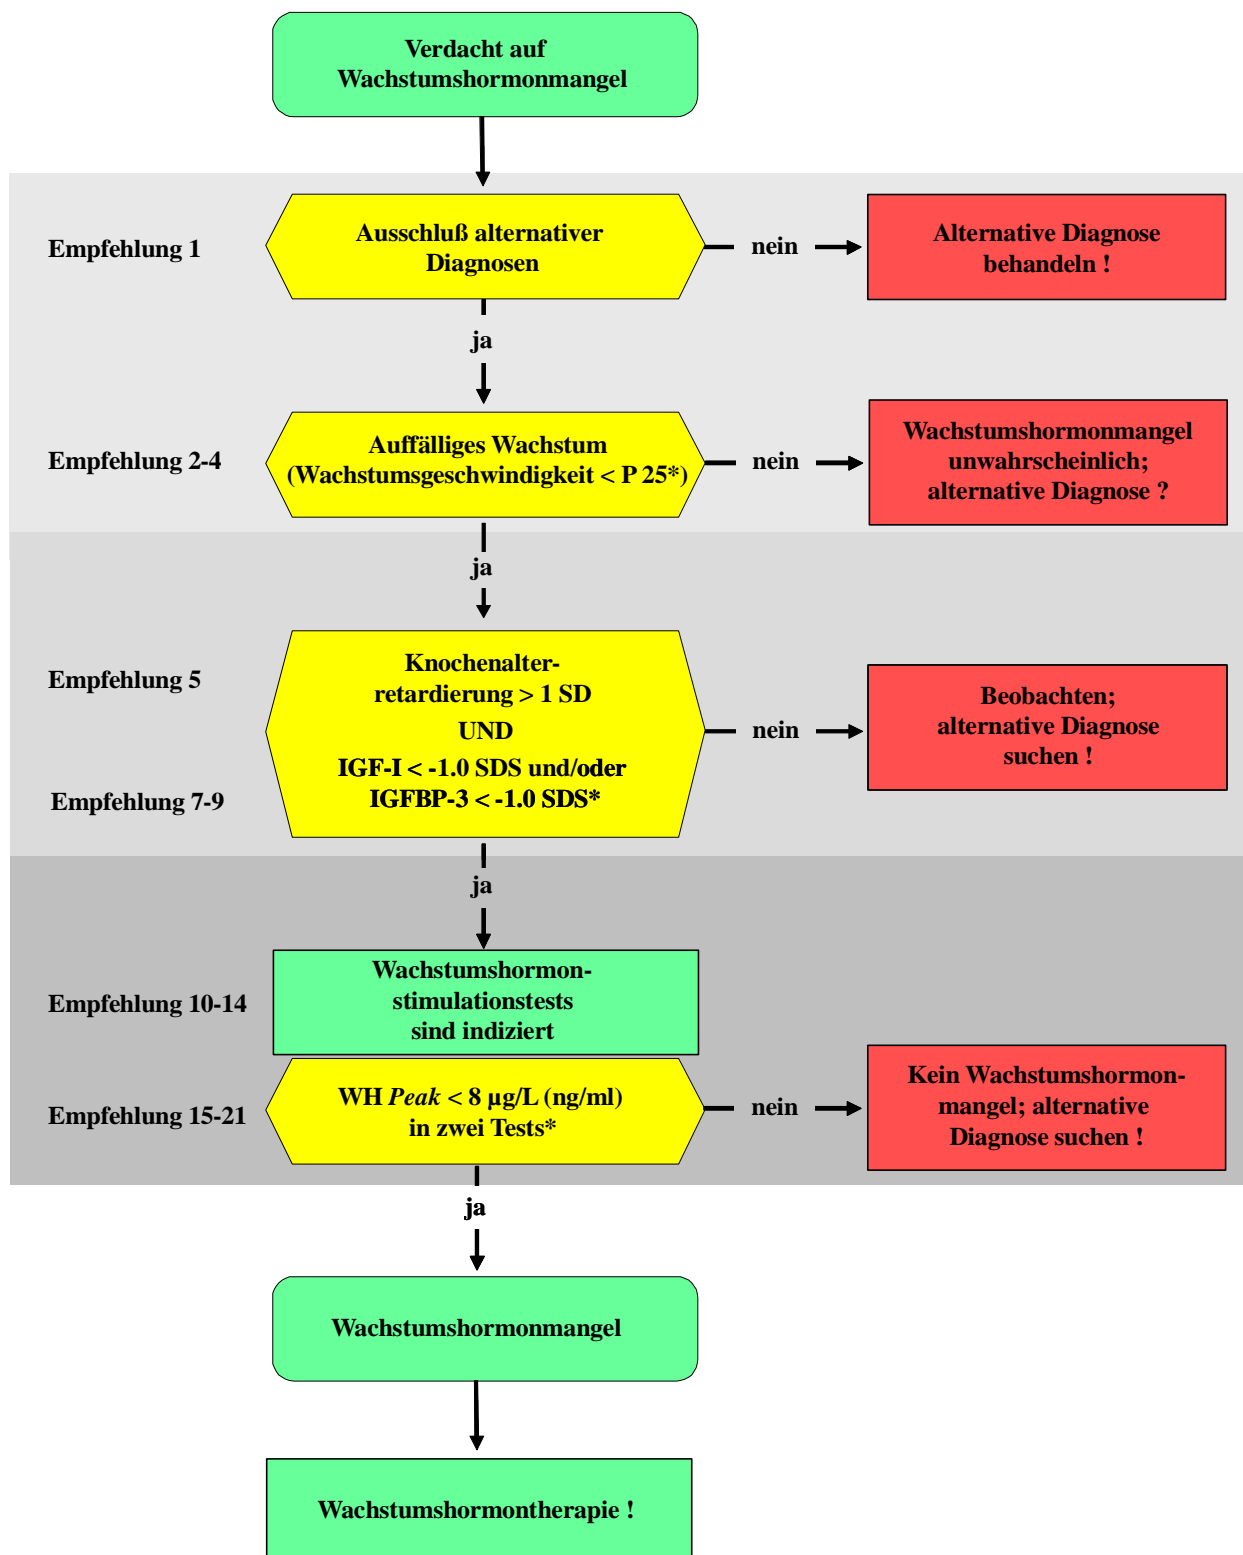 Verdacht auf
Wachstumshormonmangel
Empfehlung 1
Ausschluß alternativer
Diagnosen
nein
Alternative Diagnose
behandeln !
ja
Empfehlung 2-4
Auffälliges Wachstum
(Wachstumsgeschwindigkeit < P 25*)
nein
Wachstumshormonmangel
unwahrscheinlich;
alternative Diagnose ?
ja
Empfehlung 5
Empfehlung 7-9
Knochenalter-
retardierung > 1 SD
UND
IGF-I < -1.0 SDS und/oder
IGFBP-3 < -1.0 SDS*
nein
Beobachten;
alternative Diagnose
suchen !
ja
Empfehlung 10-14
Wachstumshormon-
stimulationstests
sind indiziert
Empfehlung 15-21
WH Peak < 8 µg/L (ng/ml)
in zwei Tests*
nein
Kein Wachstumshormon-
mangel; alternative
Diagnose suchen !
ja
Wachstumshormonmangel
Wachstumshormontherapie !